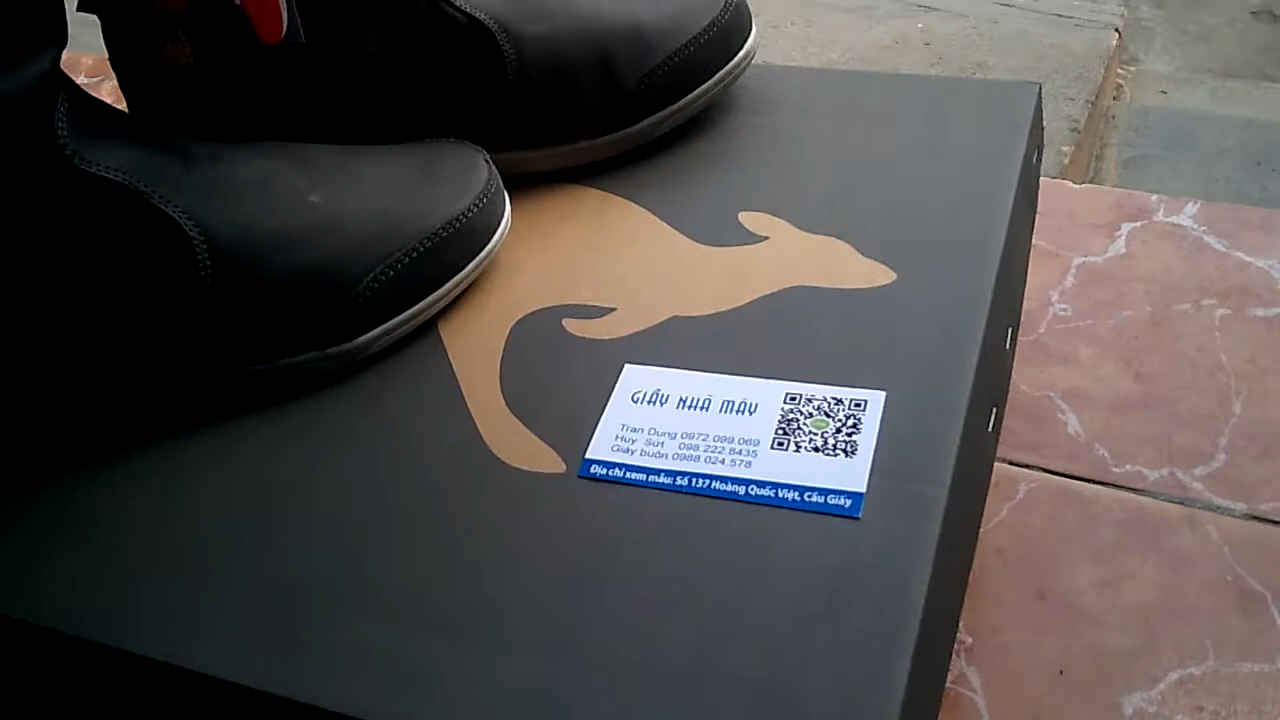 GIẦY NHÀ MÁY
Tran Dung 0972.099.069
Huy Sứt 098.222.8435
Giầy buôn 0988.024.578
Địa chỉ xem mẫu: Số 137 Hoàng Quốc Việt, Cầu Giấy